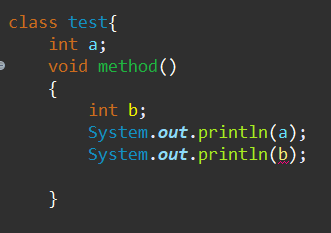 class test{
    int a;
    void method()
    {
        int b;
        System.out.println(a);
        System.out.println(b);
    }